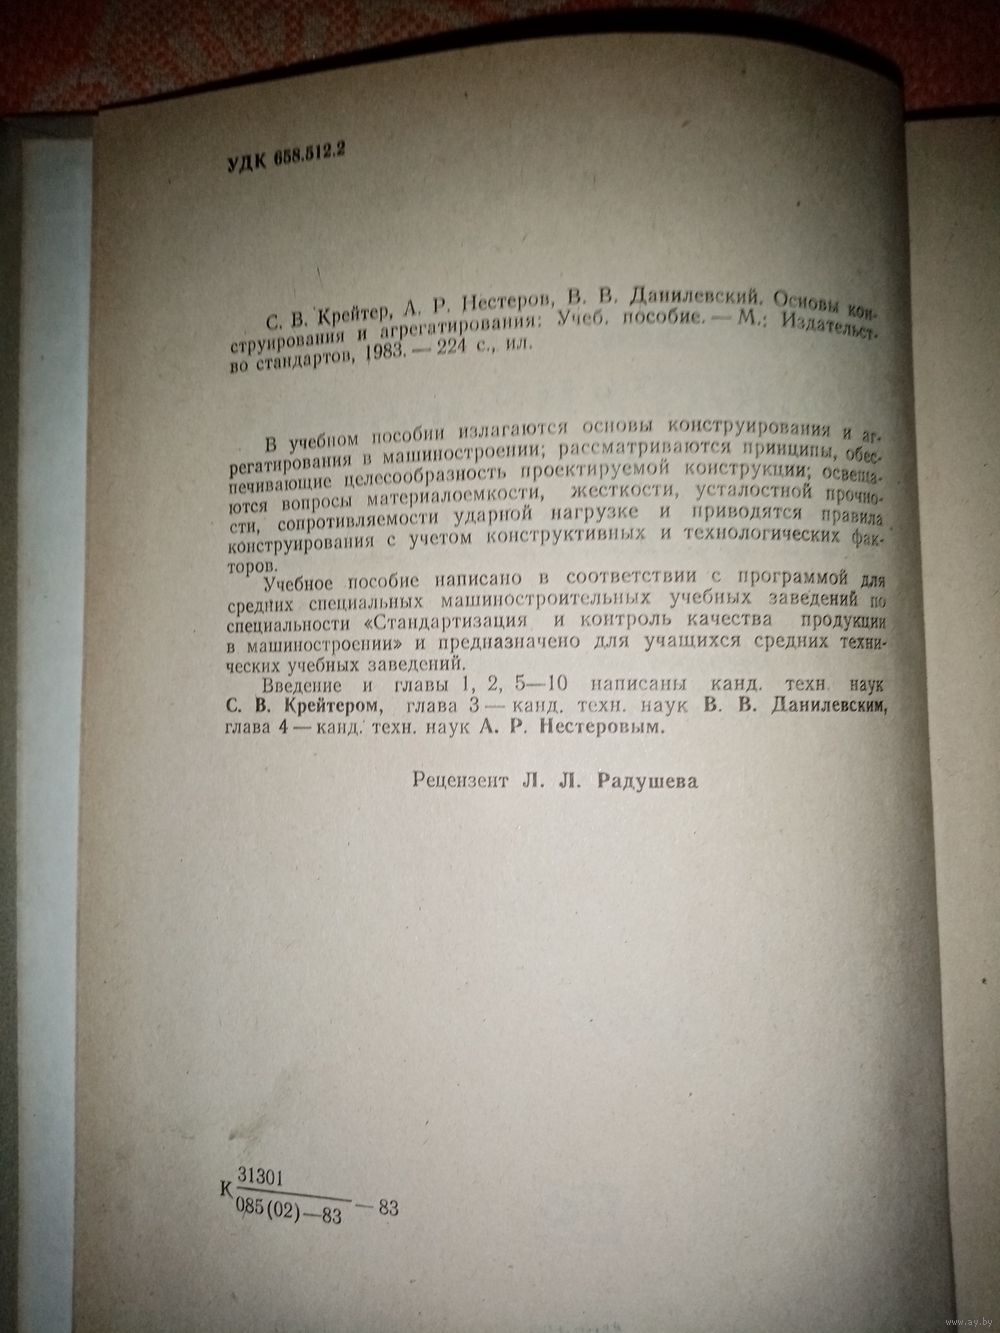 УДК 658.512.2
С. В. Крейтер, А. Р. Нестеров, В. В. Данилевский. Основы кон-
струирования и агрегатирования: Учеб. пособие. — М.: Издательст-
во стандартов, 1983. — 224 с., ил.
В учебном пособии излагаются основы конструирования и аг-
регатирования в машиностроении; рассматриваются принципы, обес-
печивающие целесообразность проектируемой конструкции; освеща-
ются вопросы материалоемкости, жесткости, усталостной прочно-
сти, сопротивляемости ударной нагрузке и приводятся правила
конструирования с учетом конструктивных и технологических фак-
торов.
Учебное пособие написано в соответствии с программой для
средних специальных машиностроительных учебных заведений по
специальности «Стандартизация и контроль качества продукции
в машиностроении» и предназначено для учащихся средних техни-
ческих учебных заведений.
Введение и главы 1, 2, 5—10 написаны канд. техн. наук
С. В. Крейтером, глава 3 — канд. техн. наук В. В. Данилевским,
глава 4 — канд. техн. наук А. Р. Нестеровым.
Рецензент Л. Л. Радушева
31301
К — 83
085(02)—83
www.ay.by